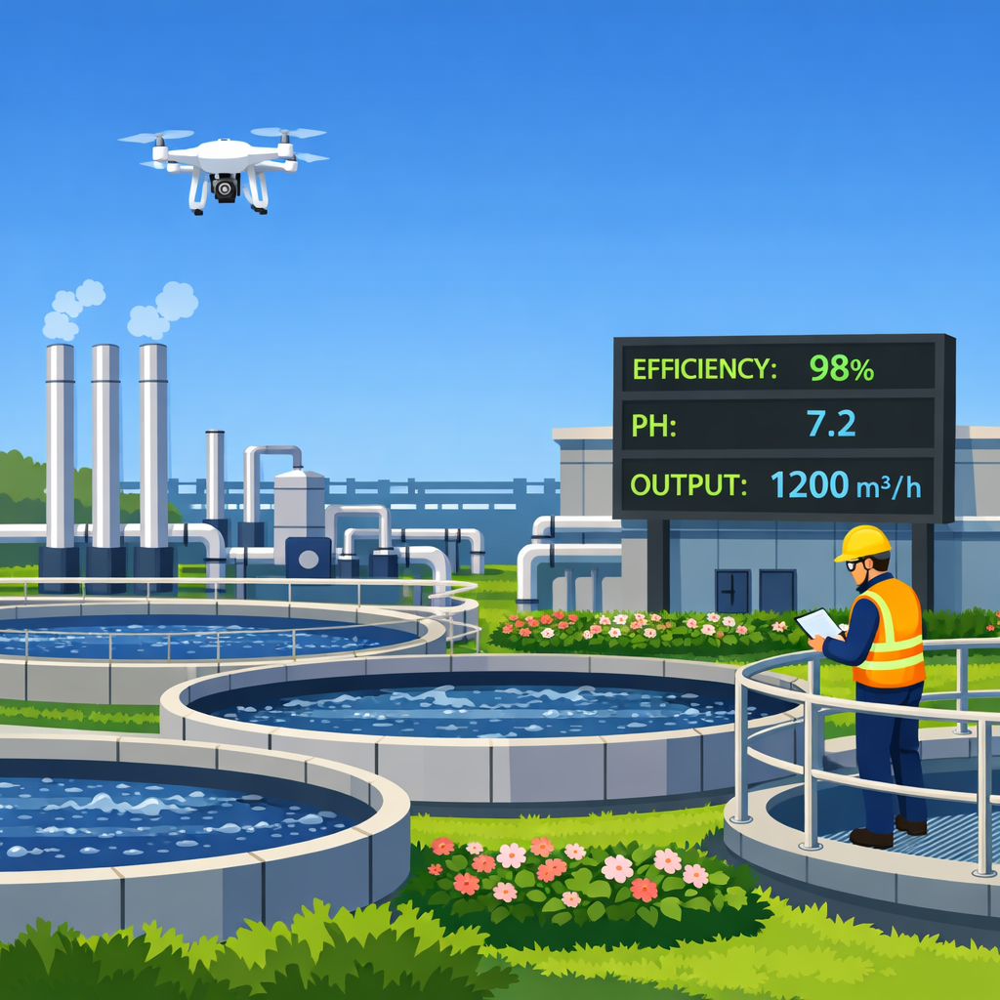 EFFICIENCY: 98%
PH: 7.2
OUTPUT: 1200 m³/h